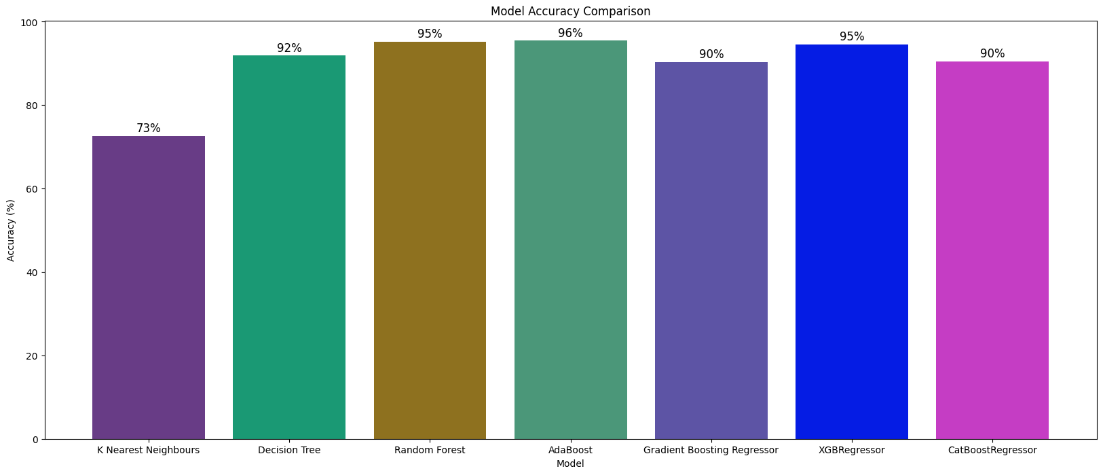 Model Accuracy Comparison
100
80
60
40
20
0
Accuracy (%)
73%
92%
95%
96%
90%
95%
90%
K Nearest Neighbours
Decision Tree
Random Forest
AdaBoost
Gradient Boosting Regressor
XGBRegressor
CatBoostRegressor
Model